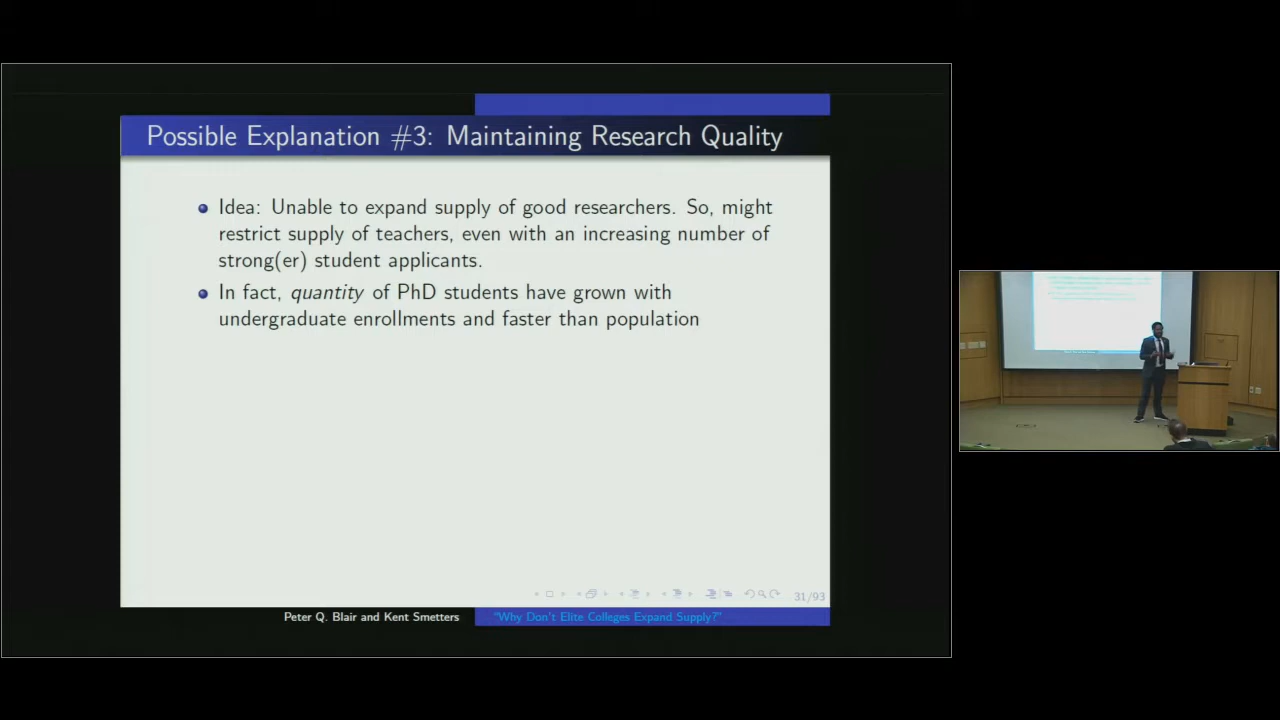 Possible Explanation #3: Maintaining Research Quality
Idea: Unable to expand supply of good researchers. So, might
restrict supply of teachers, even with an increasing number of
strong(er) student applicants.
In fact, quantity of PhD students have grown with
undergraduate enrollments and faster than population
31/93
Peter Q. Blair and Kent Smetters
"Why Don't Elite Colleges Expand Supply?"